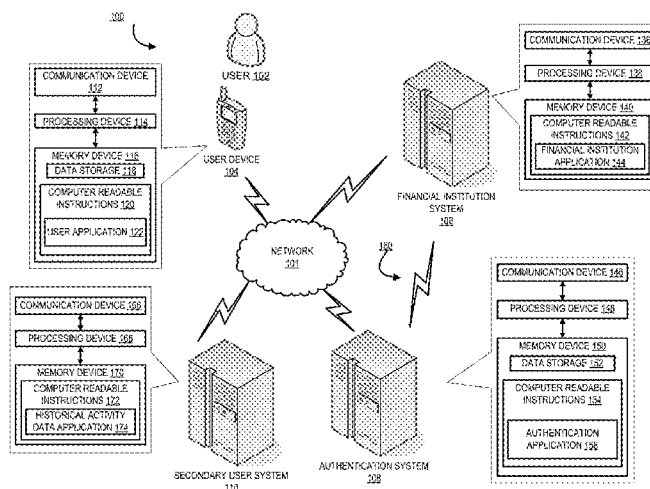 100
USER 102
COMMUNICATION DEVICE
112
PROCESSING DEVICE 114
MEMORY DEVICE 116
DATA STORAGE 118
COMPUTER READABLE
INSTRUCTIONS 120
USER APPLICATION 122
USER DEVICE
104
COMMUNICATION DEVICE 136
PROCESSING DEVICE 138
MEMORY DEVICE 140
COMPUTER READABLE
INSTRUCTIONS 142
FINANCIAL INSTITUTION
APPLICATION 144
FINANCIAL INSTITUTION
SYSTEM
NETWORK
101
COMMUNICATION DEVICE
PROCESSING DEVICE
MEMORY DEVICE 170
COMPUTER READABLE
INSTRUCTIONS 172
HISTORICAL ACTIVITY
DATA APPLICATION 174
SECONDARY USER SYSTEM
110
AUTHENTICATION SYSTEM
108
COMMUNICATION DEVICE 146
PROCESSING DEVICE 148
MEMORY DEVICE 150
DATA STORAGE 152
COMPUTER READABLE
INSTRUCTIONS 154
AUTHENTICATION
APPLICATION 156